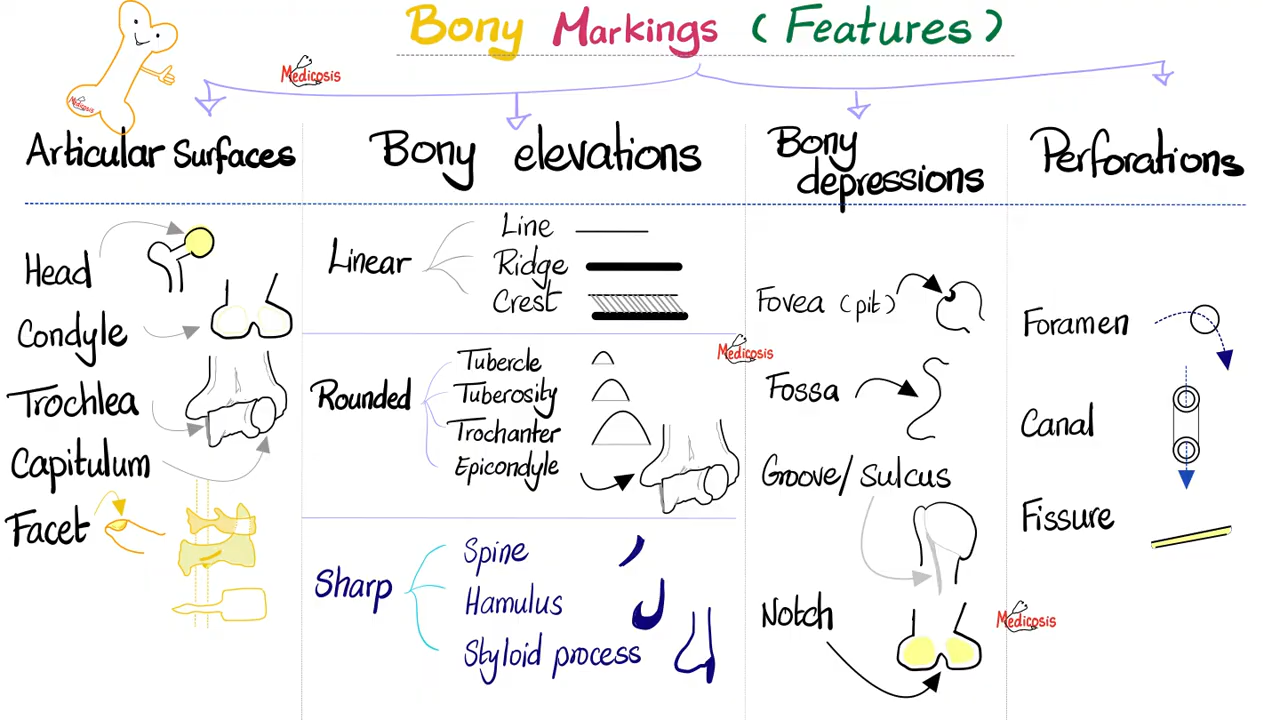 Bony Markings (Features)
Medicosis
Medicosis
Articular Surfaces
Head
Condyle
Trochlea
Capitulum
Facet
Bony elevations
Linear
Line
Ridge
Crest
Rounded
Tubercle
Tuberosity
Trochanter
Epicondyle
Medicosis
Sharp
Spine
Hamulus
Styloid process
Bony
depressions
Fovea (pit)
Fossa
Groove/ Sulcus
Notch
Medicosis
Perforations
Foramen
Canal
Fissure